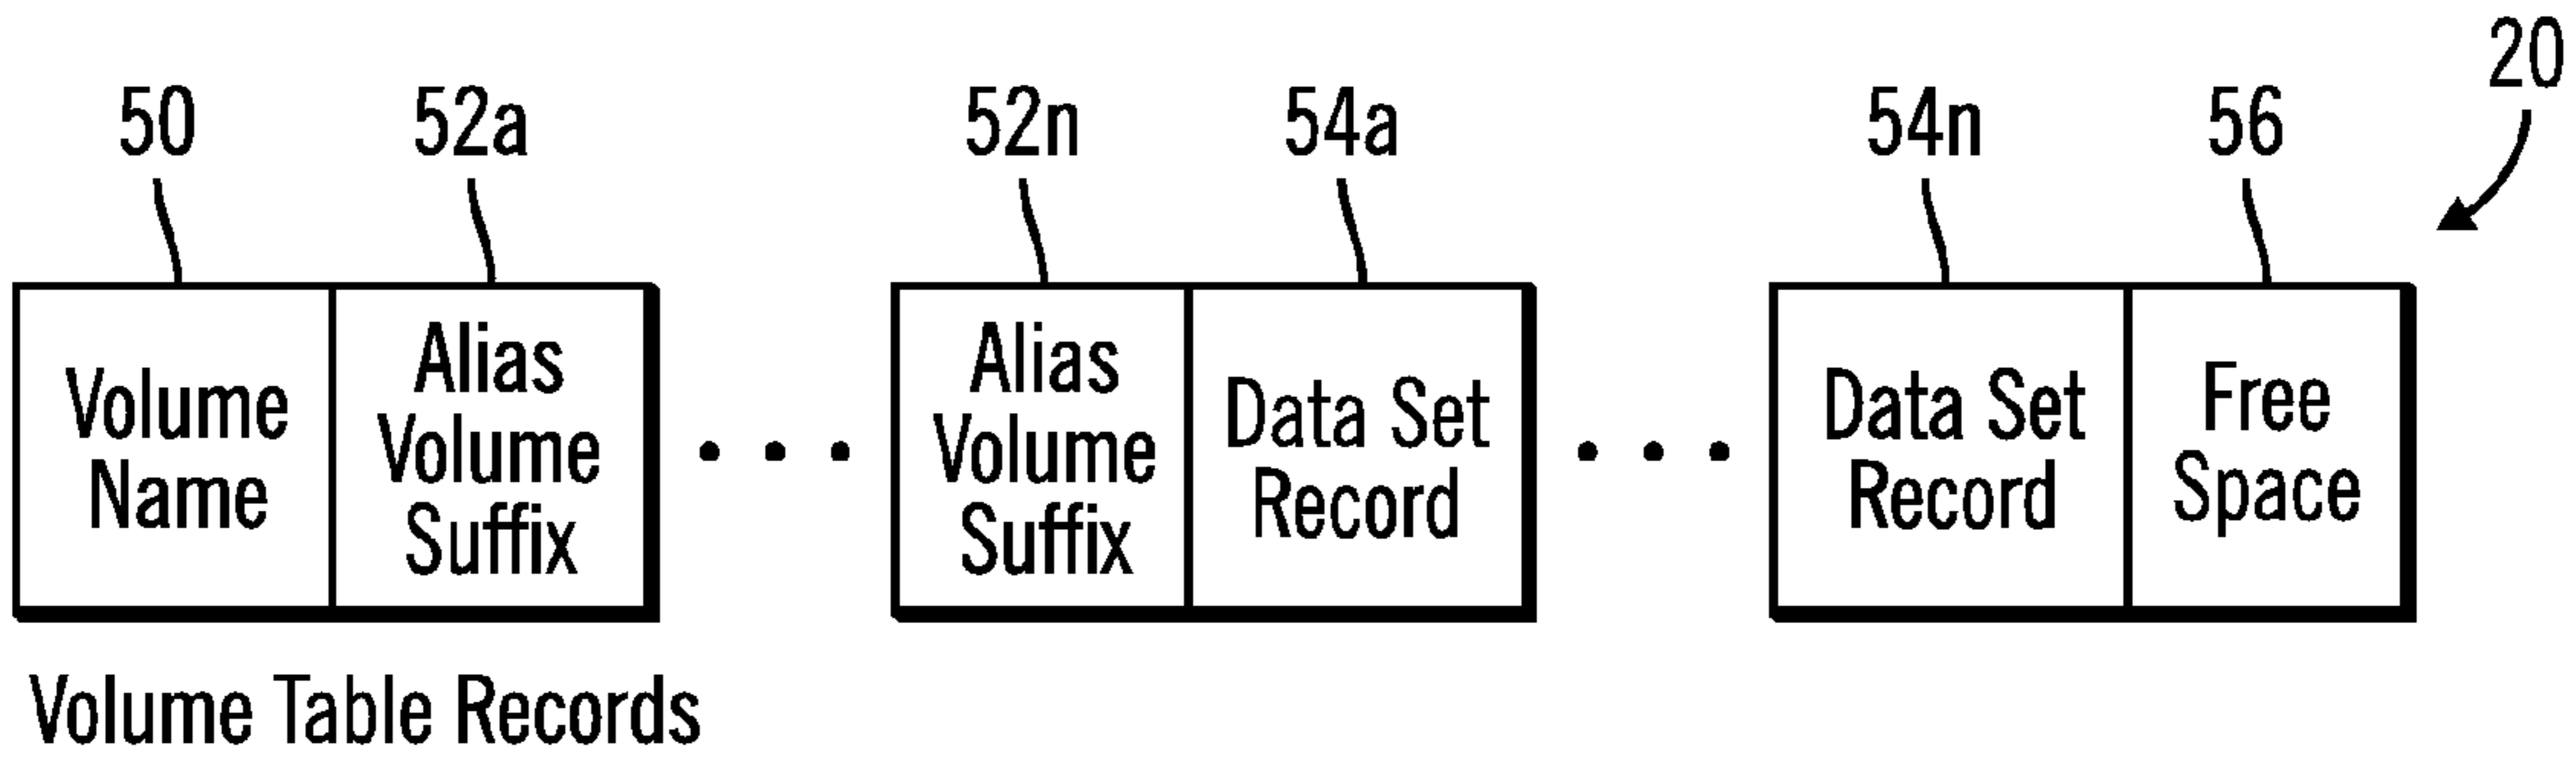 20
50 52a 52n 54a 54n 56
Volume
Name
Alias
Volume
Suffix
. . .
Alias
Volume
Suffix
Data Set
Record
. . .
Data Set
Record
Free
Space
Volume Table Records